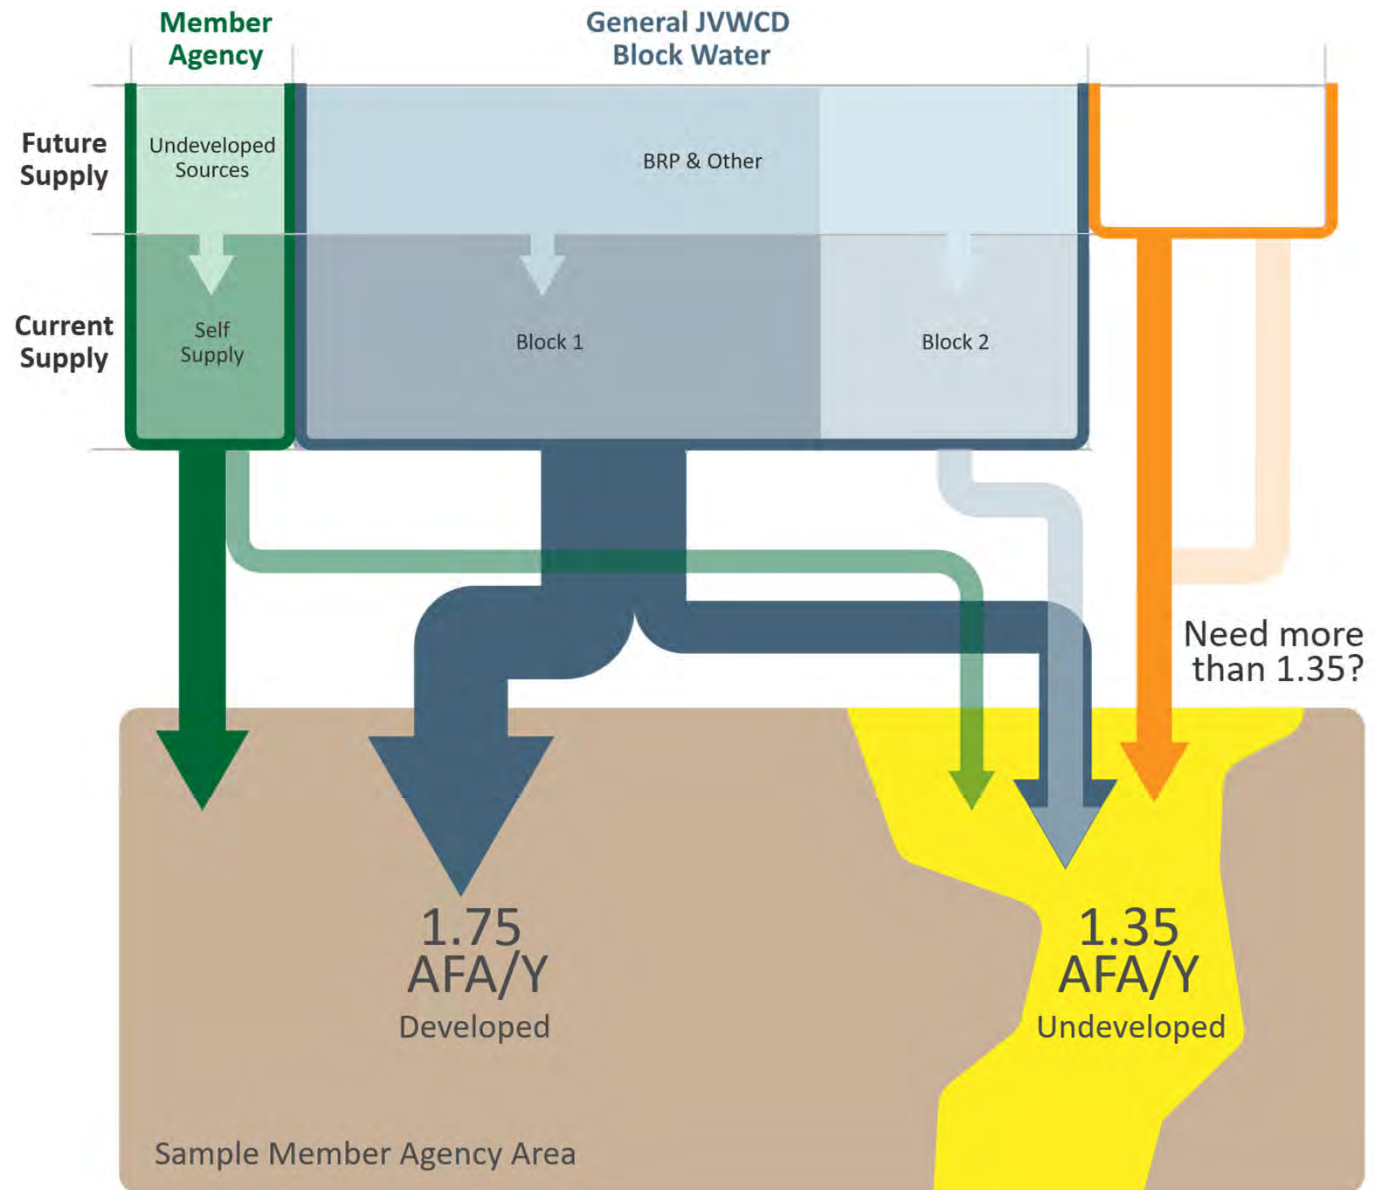 Member
Agency
General JVWCD
Block Water
Future
Supply
Undeveloped
Sources
BRP & Other
Current
Supply
Self
Supply
Block 1
Block 2
Need more
than 1.35?
1.75
AFA/Y
Developed
1.35
AFA/Y
Undeveloped
Sample Member Agency Area